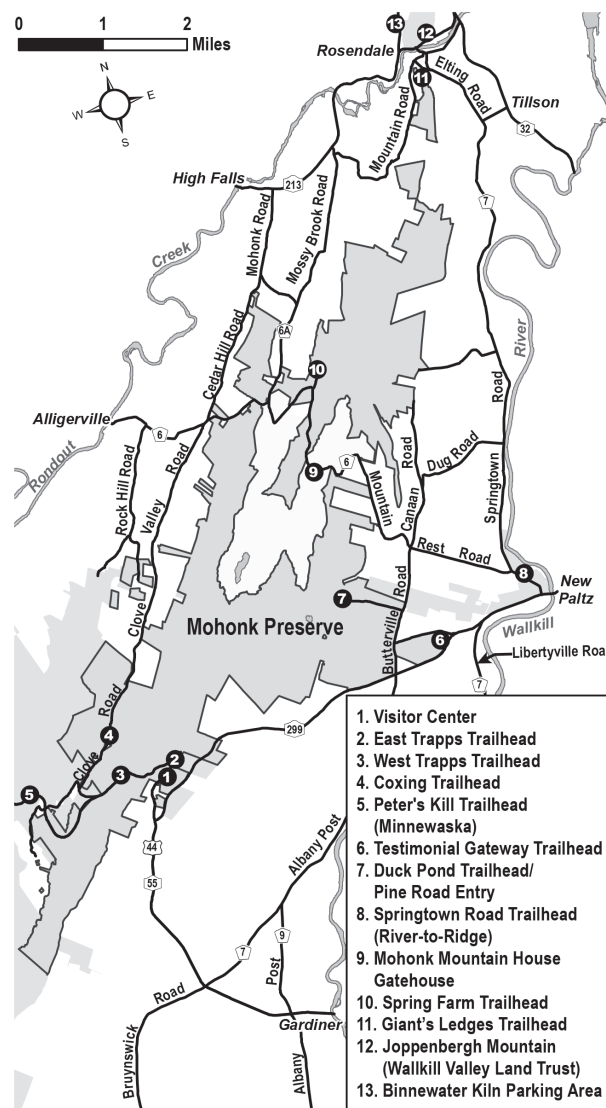 0 1 2
Miles
N
W E
S
13
12
Rosendale
11
Elting Road
Tillson
32
Mountain Road
High Falls
213
7
Mohonk Road
Mossy Brook Road
Creek
6A
Cedar Hill Road
10
River
Road
Alligerville
6
Rondout
Rock Hill Road
Valley Road
9
6
Mountain
Canaan Road
Dug Road
Springtown
Rest Road
8
New
Paltz
7
Butterville Road
Clove
Mohonk Preserve
6
Wallkill
Libertyville Roa
7
299
Road
4
Clove
2
3
1
5
44
55
Albany Post
7
9
Post
Road
Gardiner
Bruynswick
Albany
1. Visitor Center
2. East Trapps Trailhead
3. West Trapps Trailhead
4. Coxing Trailhead
5. Peter's Kill Trailhead
(Minnewaska)
6. Testimonial Gateway Trailhead
7. Duck Pond Trailhead/
Pine Road Entry
8. Springtown Road Trailhead
(River-to-Ridge)
9. Mohonk Mountain House
Gatehouse
10. Spring Farm Trailhead
11. Giant’s Ledges Trailhead
12. Joppenbergh Mountain
(Wallkill Valley Land Trust)
13. Binnewater Kiln Parking Area